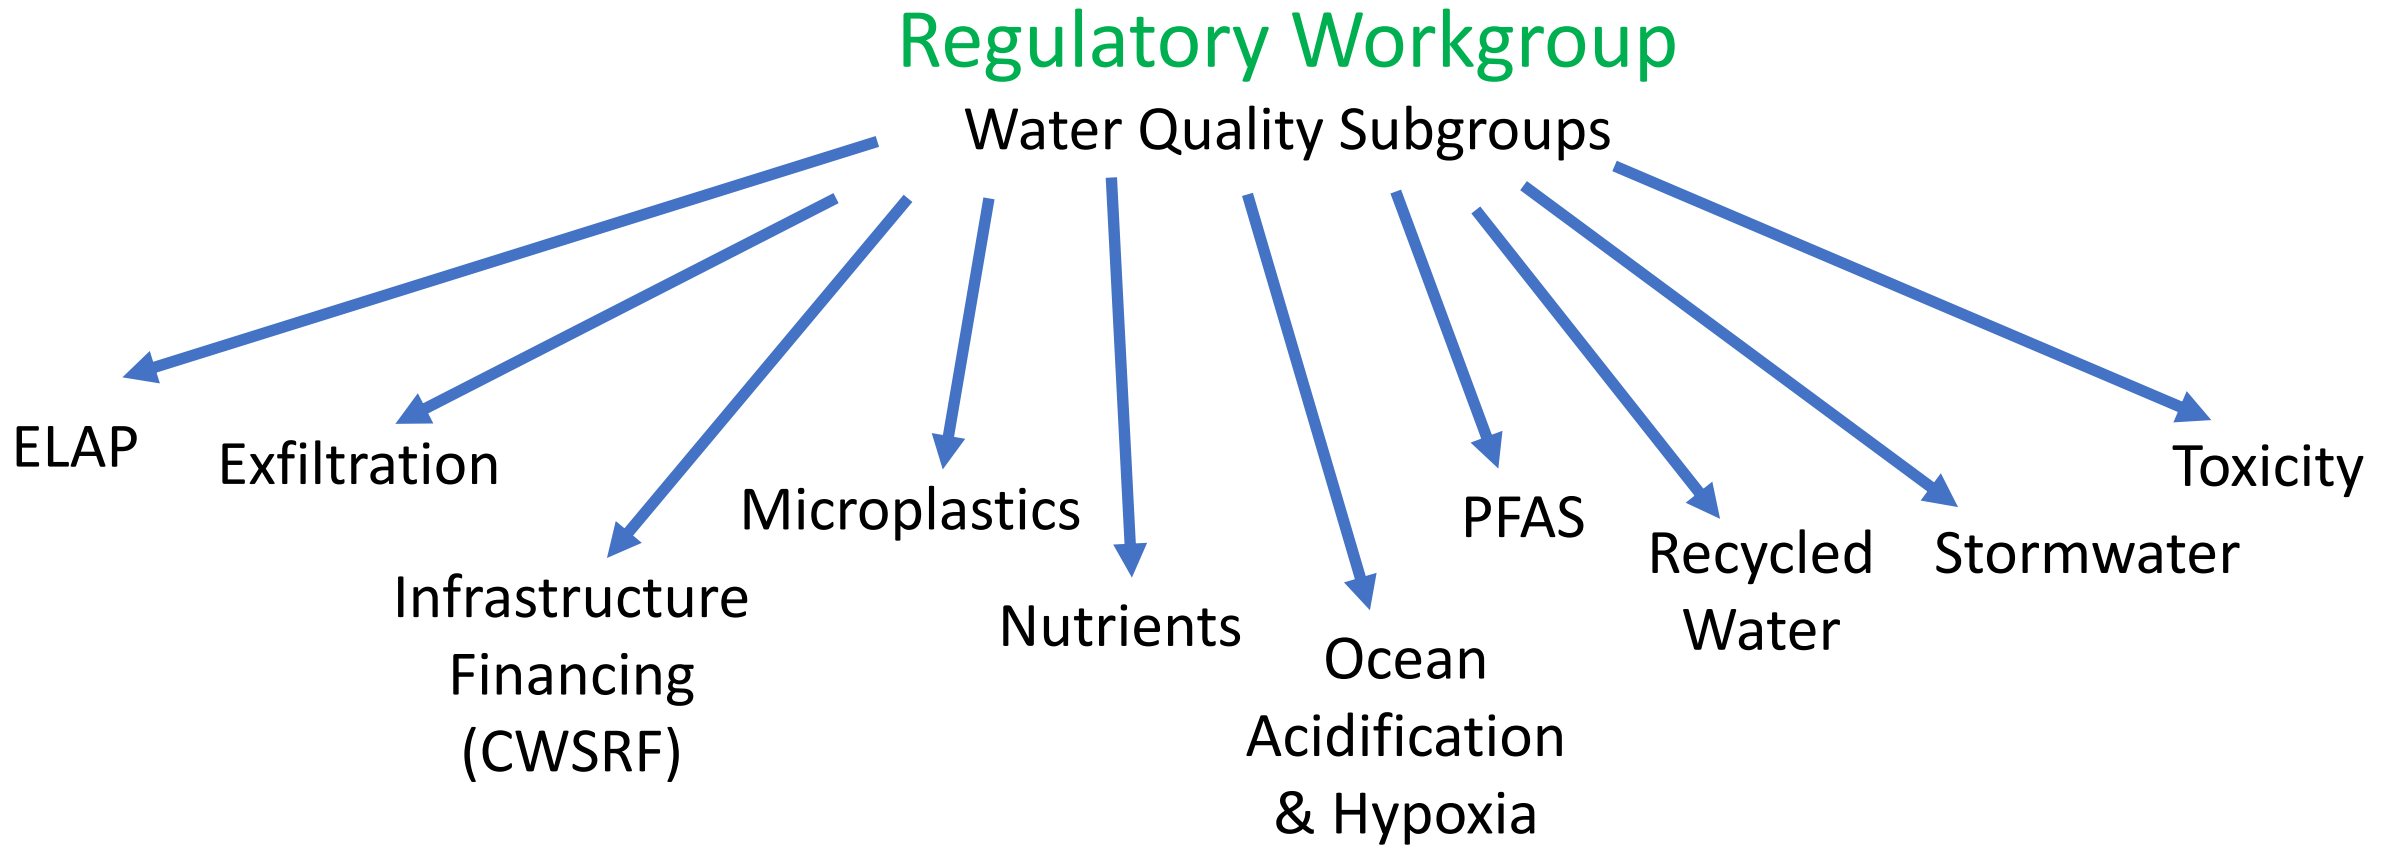 Regulatory Workgroup
Water Quality Subgroups
ELAP
Exfiltration
Infrastructure
Financing
(CWSRF)
Microplastics
Nutrients
Ocean
Acidification
& Hypoxia
PFAS
Recycled
Water
Stormwater
Toxicity